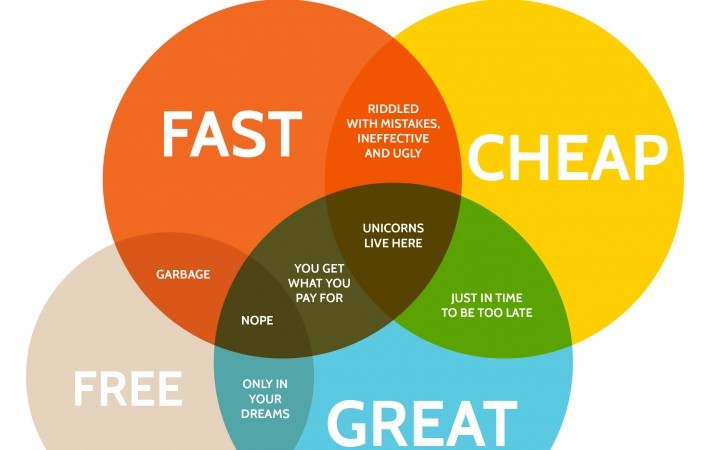 FAST
RIDDLED
WITH MISTAKES,
INEFFECTIVE
AND UGLY
CHEAP
UNICORNS
LIVE HERE
GARBAGE
YOU GET
WHAT YOU
PAY FOR
JUST IN TIME
TO BE TOO LATE
NOPE
FREE
ONLY IN
YOUR
DREAMS
GREAT